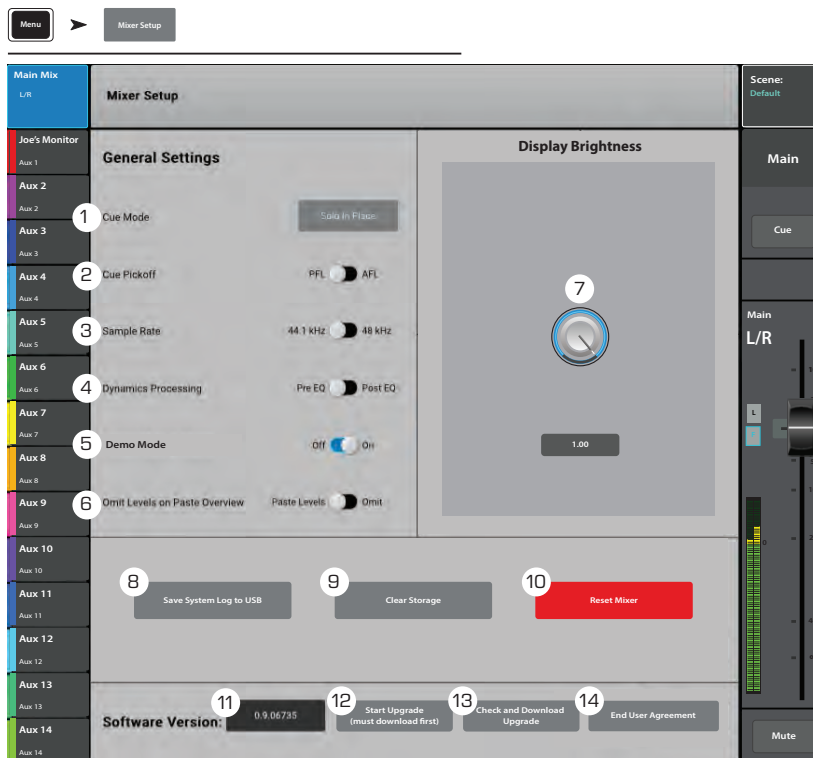 Menu
Mixer Setup
Main Mix
L/R
Mixer Setup
Scene:
Default
Joe's Monitor
Aux 1
Aux 2
Aux 2
Aux 3
Aux 3
Aux 4
Aux 4
Aux 5
Aux 5
Aux 6
Aux 6
Aux 7
Aux 7
Aux 8
Aux 8
Aux 9
Aux 9
Aux 10
Aux 10
Aux 11
Aux 11
Aux 12
Aux 12
Aux 13
Aux 13
Aux 14
Aux 14
General Settings
1 Cue Mode Solo In Place
2 Cue Pickoff PFL AFL
3 Sample Rate 44.1 kHz 48 kHz
4 Dynamics Processing Pre EQ Post EQ
5 Demo Mode Off On
6 Omit Levels on Paste Overview Paste Levels Omit
Display Brightness
7
1.00
8 Save System Log to USB
9 Clear Storage
10 Reset Mixer
Software Version:
11 0.9.06735
12 Start Upgrade
(must download first)
13 Check and Download
Upgrade
14 End User Agreement
Main
Cue
Main
L/R
L
0
Mute